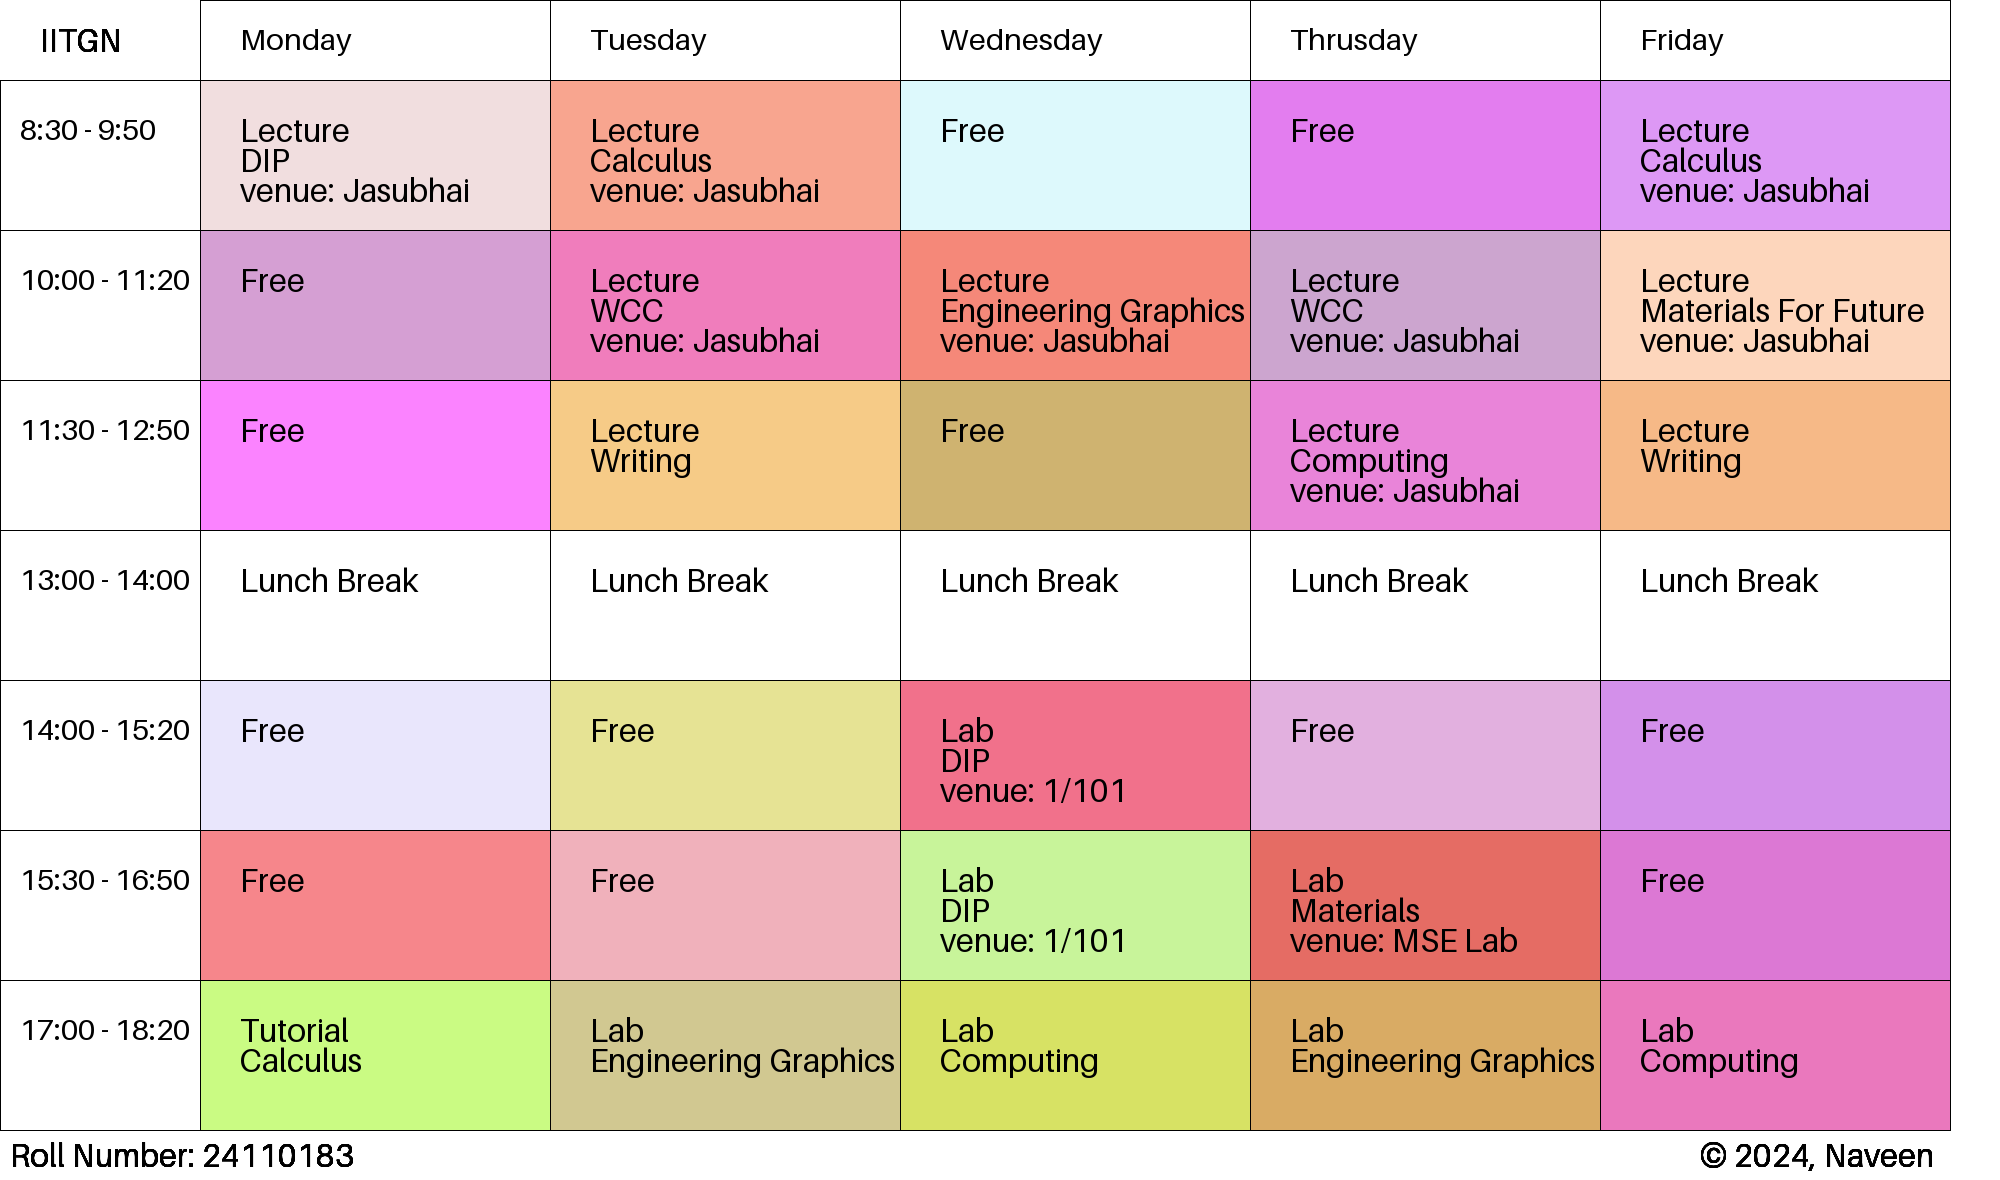 IITGN Monday Tuesday Wednesday Thrusday Friday
8:30 - 9:50
Lecture
DIP
venue: Jasubhai
Lecture
Calculus
venue: Jasubhai
Free
Free
Lecture
Calculus
venue: Jasubhai
10:00 - 11:20
Free
Lecture
WCC
venue: Jasubhai
Lecture
Engineering Graphics
venue: Jasubhai
Lecture
WCC
venue: Jasubhai
Lecture
Materials For Future
venue: Jasubhai
11:30 - 12:50
Free
Lecture
Writing
Free
Lecture
Computing
venue: Jasubhai
Lecture
Writing
13:00 - 14:00
Lunch Break
Lunch Break
Lunch Break
Lunch Break
Lunch Break
14:00 - 15:20
Free
Free
Lab
DIP
venue: 1/101
Free
Free
15:30 - 16:50
Free
Free
Lab
DIP
venue: 1/101
Lab
Materials
venue: MSE Lab
Free
17:00 - 18:20
Tutorial
Calculus
Lab
Engineering Graphics
Lab
Computing
Lab
Engineering Graphics
Lab
Computing
Roll Number: 24110183
© 2024, Naveen